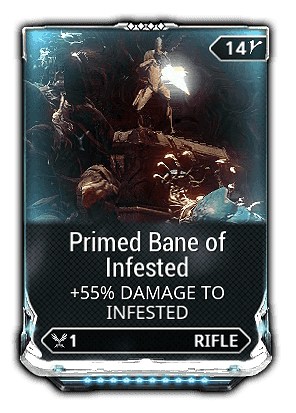 14
Primed Bane of
Infested
+55% DAMAGE TO
INFESTED
1 RIFLE